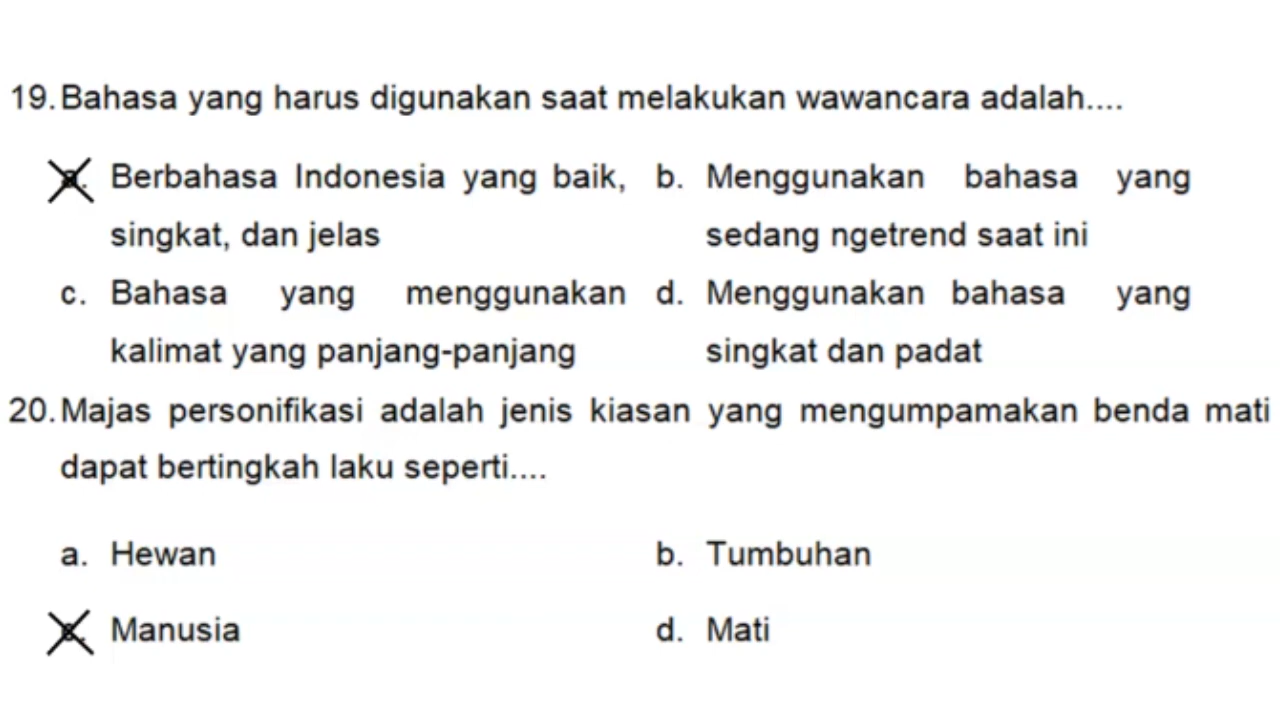 19. Bahasa yang harus digunakan saat melakukan wawancara adalah....
a. Berbahasa Indonesia yang baik, singkat, dan jelas
b. Menggunakan bahasa yang sedang ngetrend saat ini
c. Bahasa yang menggunakan kalimat yang panjang-panjang
d. Menggunakan bahasa yang singkat dan padat
20. Majas personifikasi adalah jenis kiasan yang mengumpamakan benda mati
dapat bertingkah laku seperti....
a. Hewan
b. Tumbuhan
c. Manusia
d. Mati